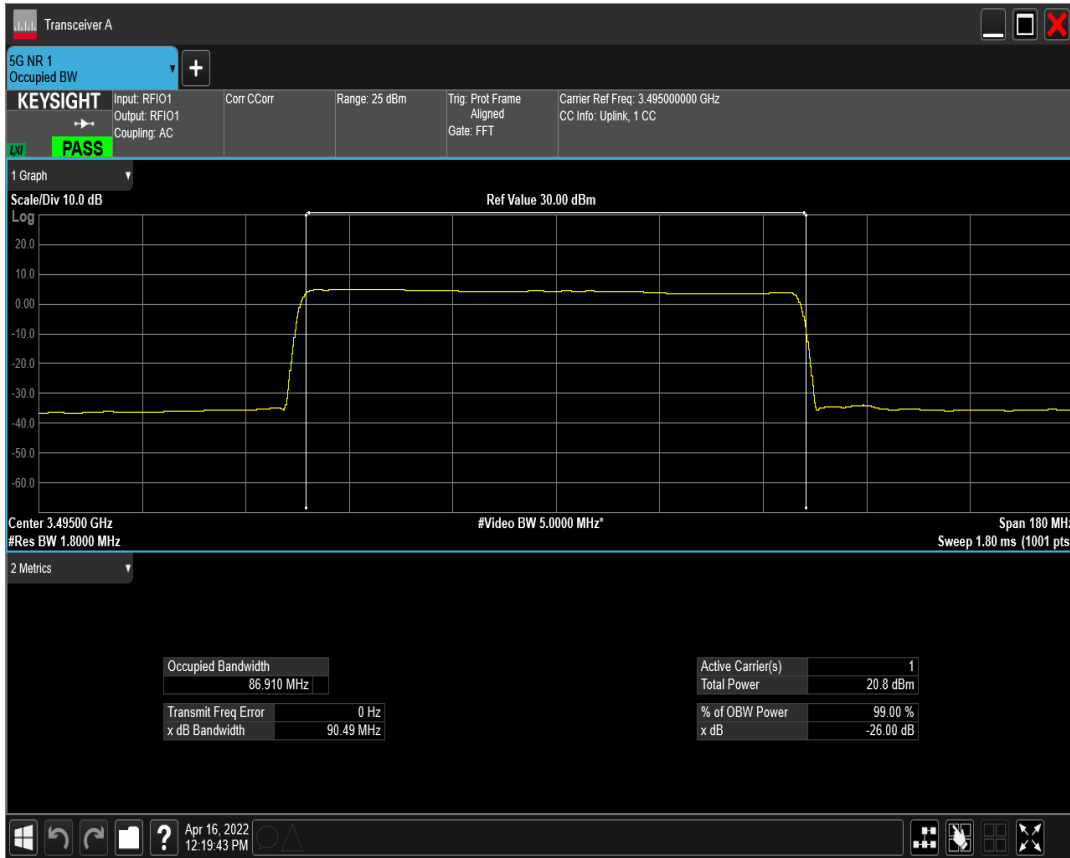 Transceiver A
5G NR 1
Occupied BW
KEYSIGHT
LXI
PASS
Input: RFIO1
Output: RFIO1
Coupling: AC
Corr CCorr
Range: 25 dBm
Trig: Prot Frame
Aligned
Gate: FFT
Carrier Ref Freq: 3.495000000 GHz
CC Info: Uplink, 1 CC
1 Graph
Scale/Div 10.0 dB
Ref Value 30.00 dBm
Log
20.0
10.0
0.00
-10.0
-20.0
-30.0
-40.0
-50.0
-60.0
Center 3.49500 GHz
#Video BW 5.0000 MHz*
Span 180 MHz
#Res BW 1.8000 MHz
Sweep 1.80 ms (1001 pts
2 Metrics
Occupied Bandwidth
86.910 MHz
Transmit Freq Error 0 Hz
x dB Bandwidth 90.49 MHz
Active Carrier(s) 1
Total Power 20.8 dBm
% of OBW Power 99.00 %
x dB -26.00 dB
Apr 16, 2022
12:19:43 PM